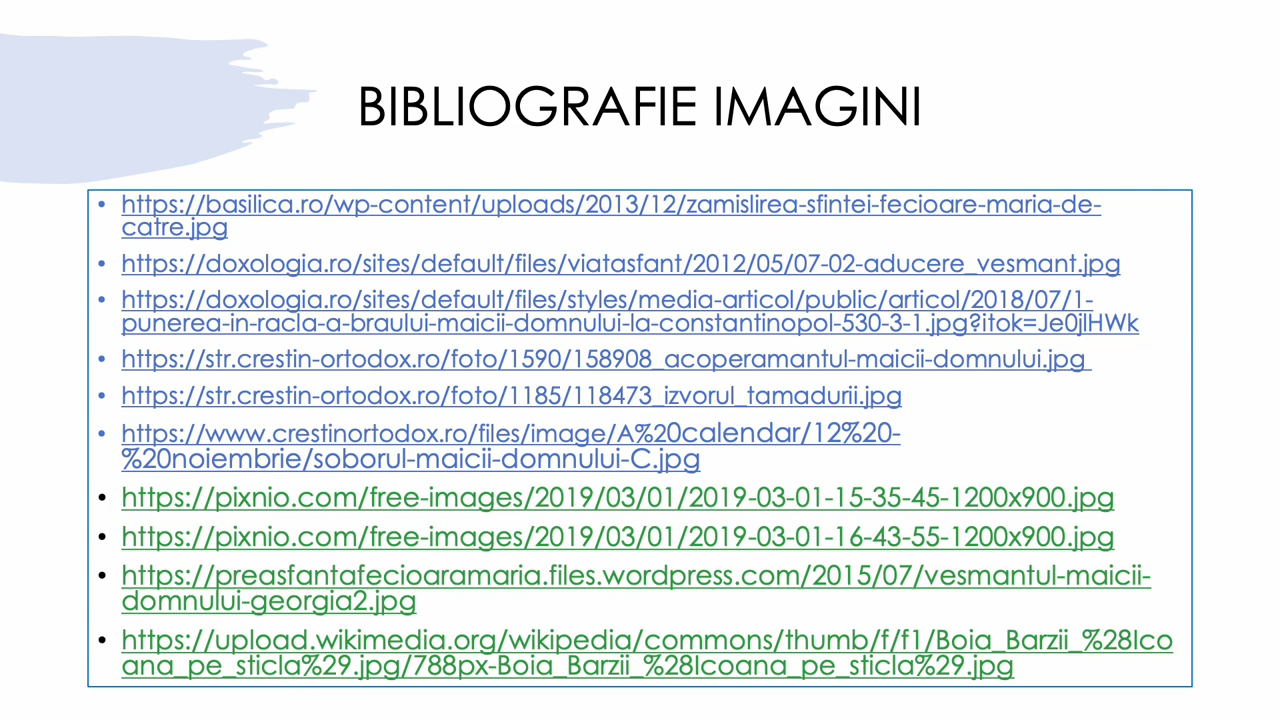 BIBLIOGRAFIE IMAGINI
• https://basilica.ro/wp-content/uploads/2013/12/zamislirea-sfintei-fecioare-maria-de-
catre.jpg
• https://doxologia.ro/sites/default/files/viatasfant/2012/05/07-02-aducere_vesmant.jpg
• https://doxologia.ro/sites/default/files/styles/media-articol/public/articol/2018/07/1-
punerea-in-racla-a-braului-maicii-domnului-la-constantinopol-530-3-1.jpg?itok=Je0jlHWk
• https://str.crestin-ortodox.ro/foto/1590/158908_acoperamantul-maicii-domnului.jpg
• https://str.crestin-ortodox.ro/foto/1185/118473_izvorul_tamadurii.jpg
• https://www.crestinortodox.ro/files/image/A%20calendar/12%20-
%20noiembrie/soborul-maicii-domnului-C.jpg
• https://pixnio.com/free-images/2019/03/01/2019-03-01-15-35-45-1200x900.jpg
• https://pixnio.com/free-images/2019/03/01/2019-03-01-16-43-55-1200x900.jpg
• https://preasfantafecioaramaria.files.wordpress.com/2015/07/vesmantul-maicii-
domnului-georgia2.jpg
• https://upload.wikimedia.org/wikipedia/commons/thumb/f/f1/Boia_Barzii_%28Ico
ana_pe_sticla%29.jpg/788px-Boia_Barzii_%28Icoana_pe_sticla%29.jpg